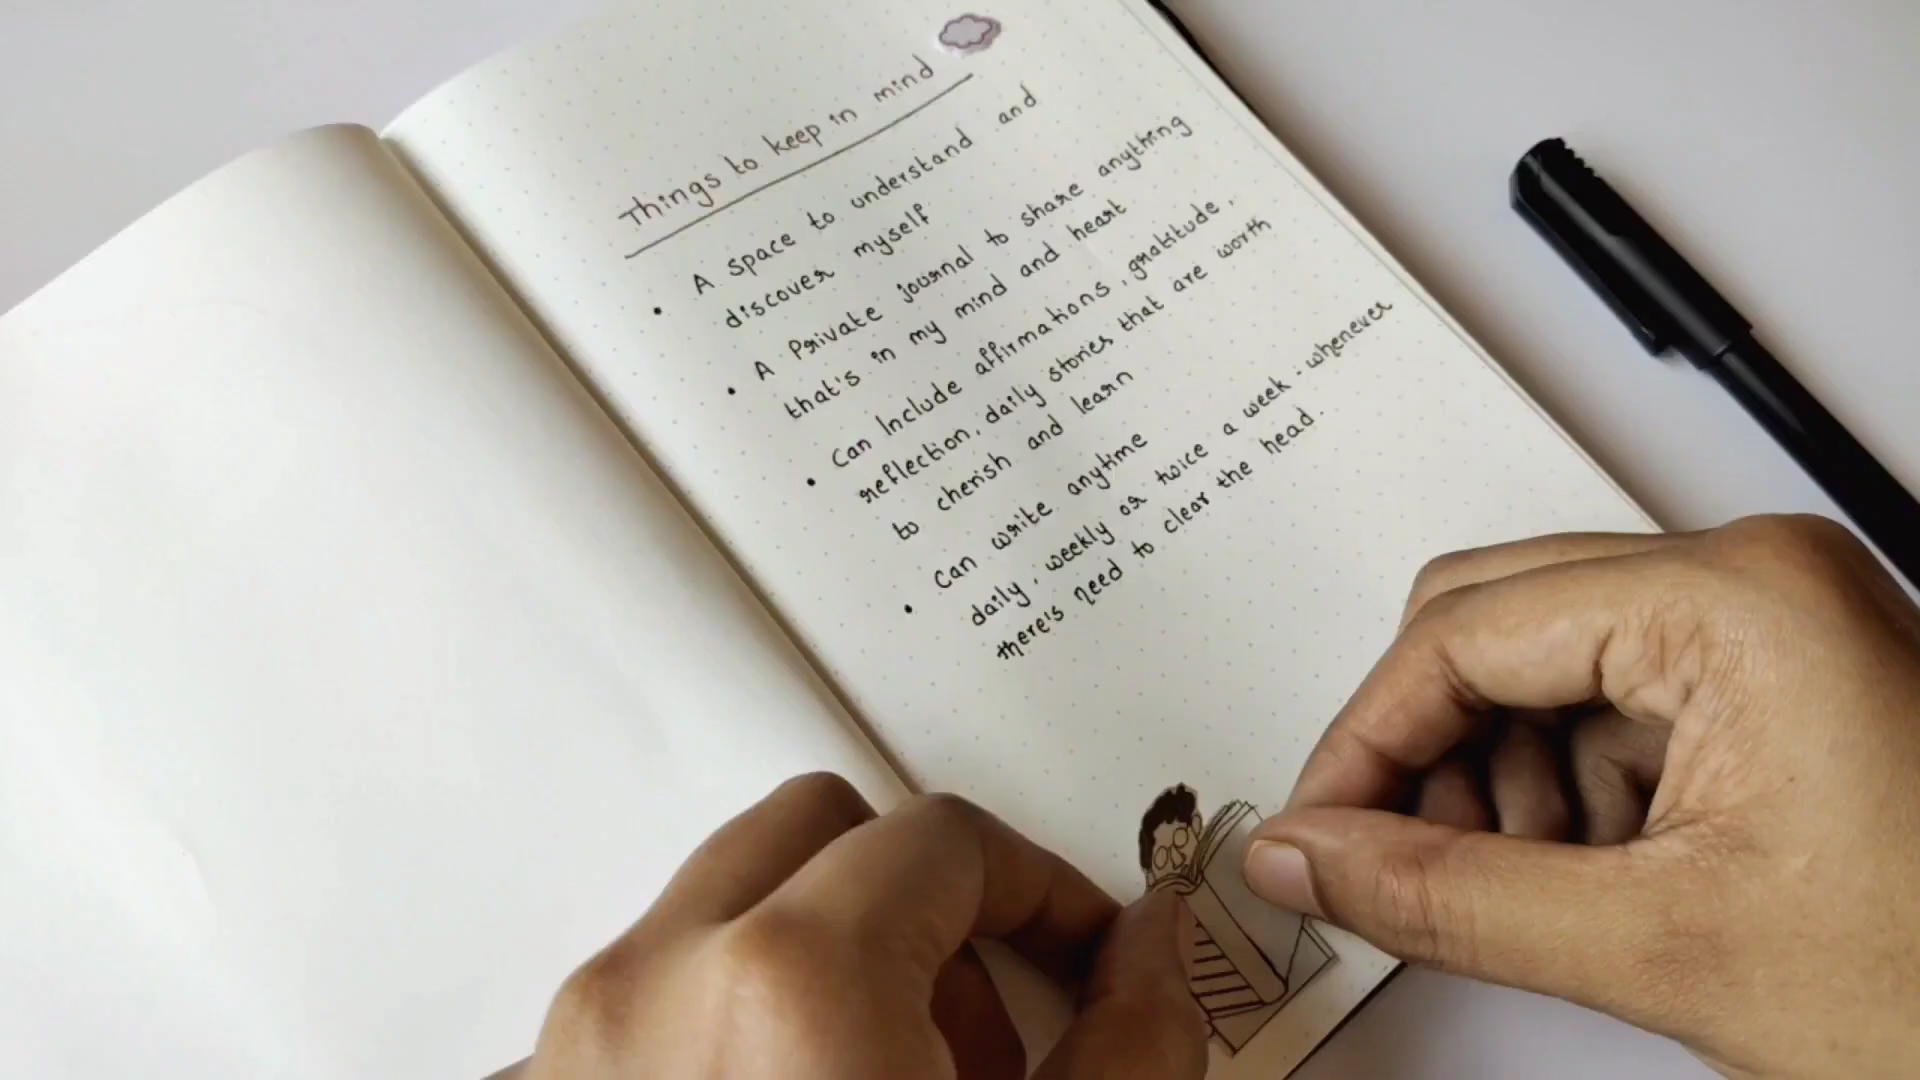 Things to keep in mind
• A space to understand and
discover myself
• A Private journal to share anything
that's in my mind and heart
• Can Include affirmations, gratitude,
reflection, daily stories that are worth
to cherish and learn
• Can write anytime
daily, weekly or twice a week - whenever
there's need to clear the head.